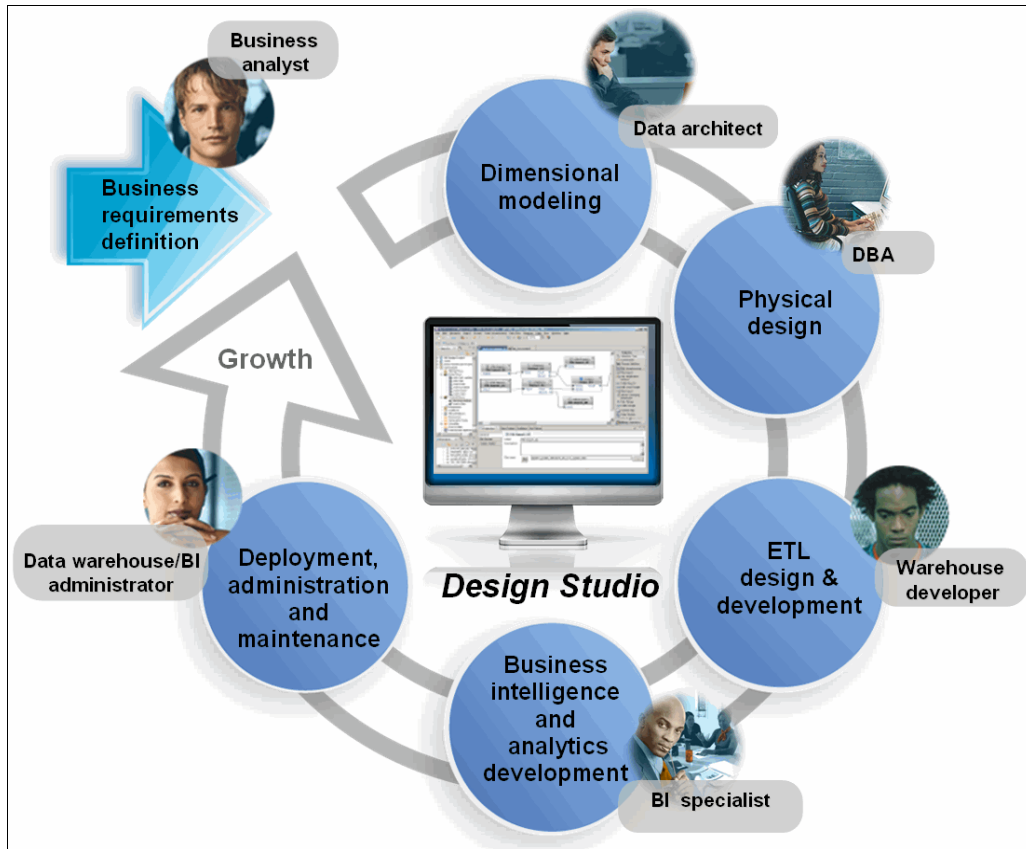 Business
analyst
Business
requirements
definition
Data architect
Dimensional
modeling
DBA
Physical
design
Growth
Design Studio
ETL
design &
development
Warehouse
developer
Business
intelligence
and
analytics
development
BI specialist
Deployment,
administration
and
maintenance
Data warehouse/BI
administrator